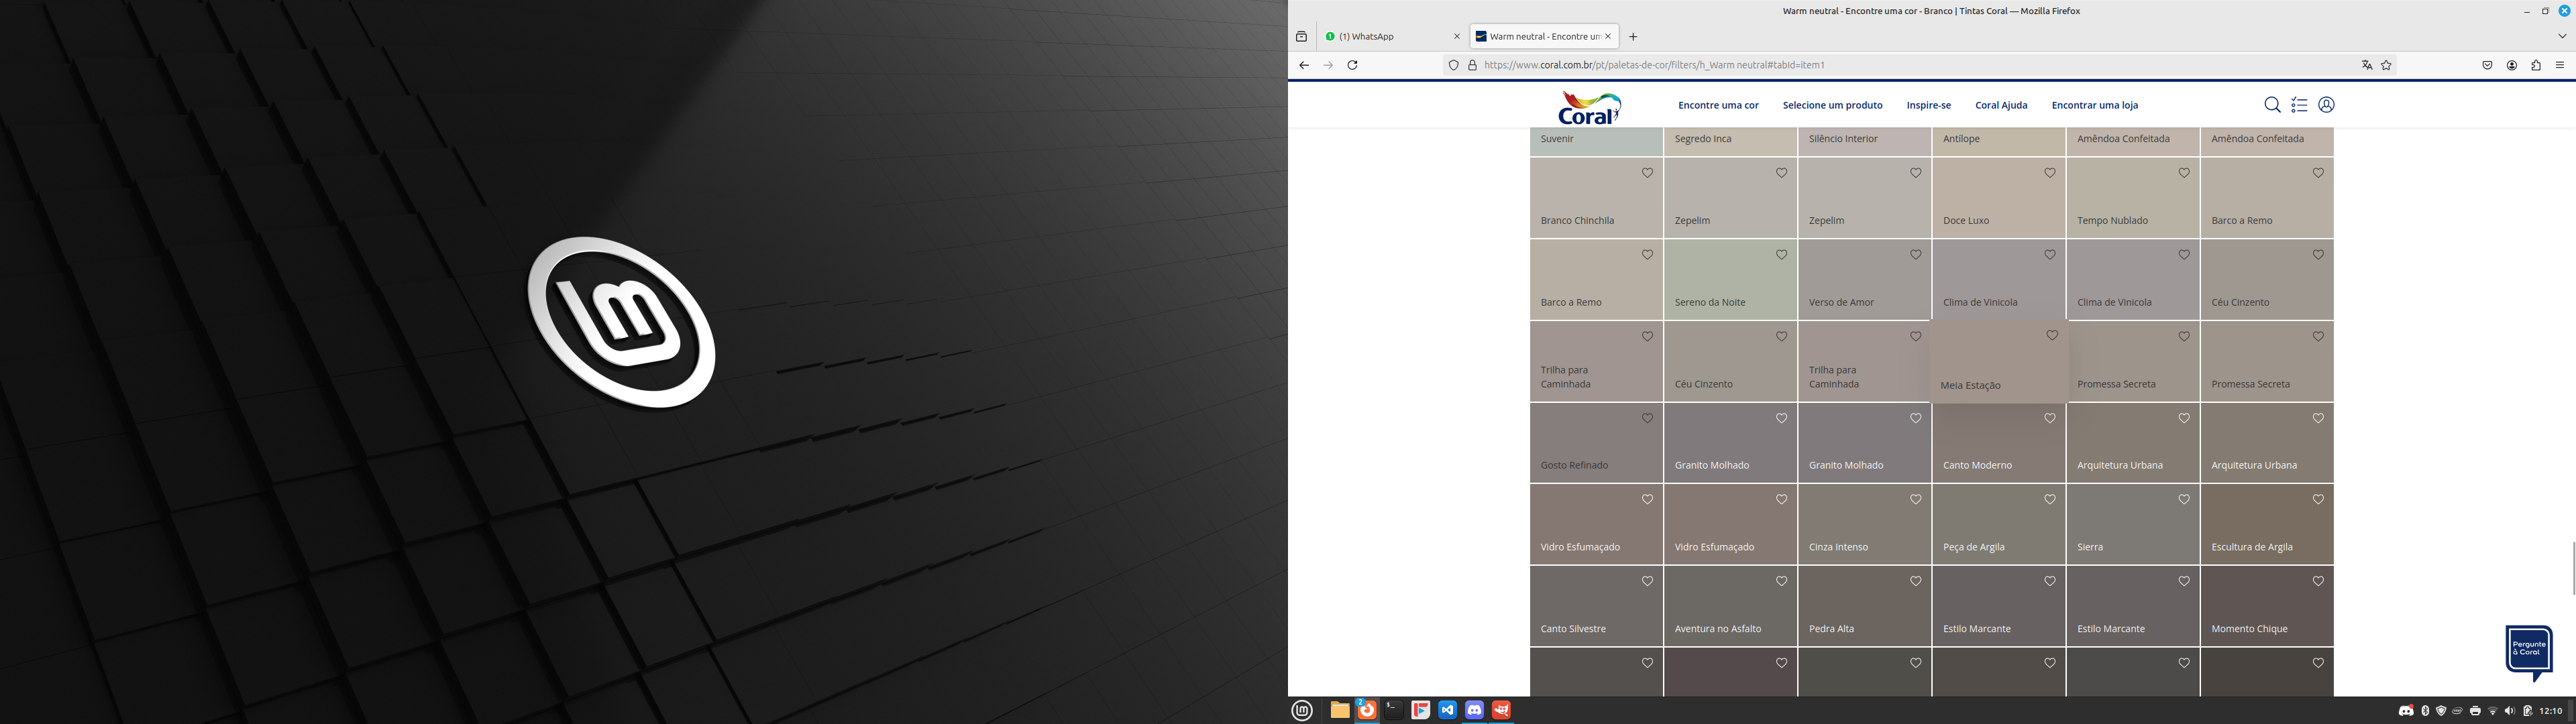 Warm neutral - Encontre uma cor - Branco | Tintas Coral — Mozilla Firefox
(1) WhatsApp
Warm neutral - Encontre um
https://www.coral.com.br/pt/paletas-de-cor/filters/h_Warm neutral#tabId=item1
Coral
Encontre uma cor Selecione um produto Inspire-se Coral Ajuda Encontrar uma loja
Suvenir Segredo Inca Silêncio Interior Antílope Amêndoa Confeitada Amêndoa Confeitada
Branco Chinchila Zepelim Zepelim Doce Luxo Tempo Nublado Barco a Remo
Barco a Remo Sereno da Noite Verso de Amor Clima de Vinicola Clima de Vinicola Céu Cinzento
Trilha para Caminhada Céu Cinzento Trilha para Caminhada Meia Estação Promessa Secreta Promessa Secreta
Gosto Refinado Granito Molhado Granito Molhado Canto Moderno Arquitetura Urbana Arquitetura Urbana
Vidro Esfumaçado Vidro Esfumaçado Cinza Intenso Peça de Argila Sierra Escultura de Argila
Canto Silvestre Aventura no Asfalto Pedra Alta Estilo Marcante Estilo Marcante Momento Chique
Pergunte
à Coral
2
12:10